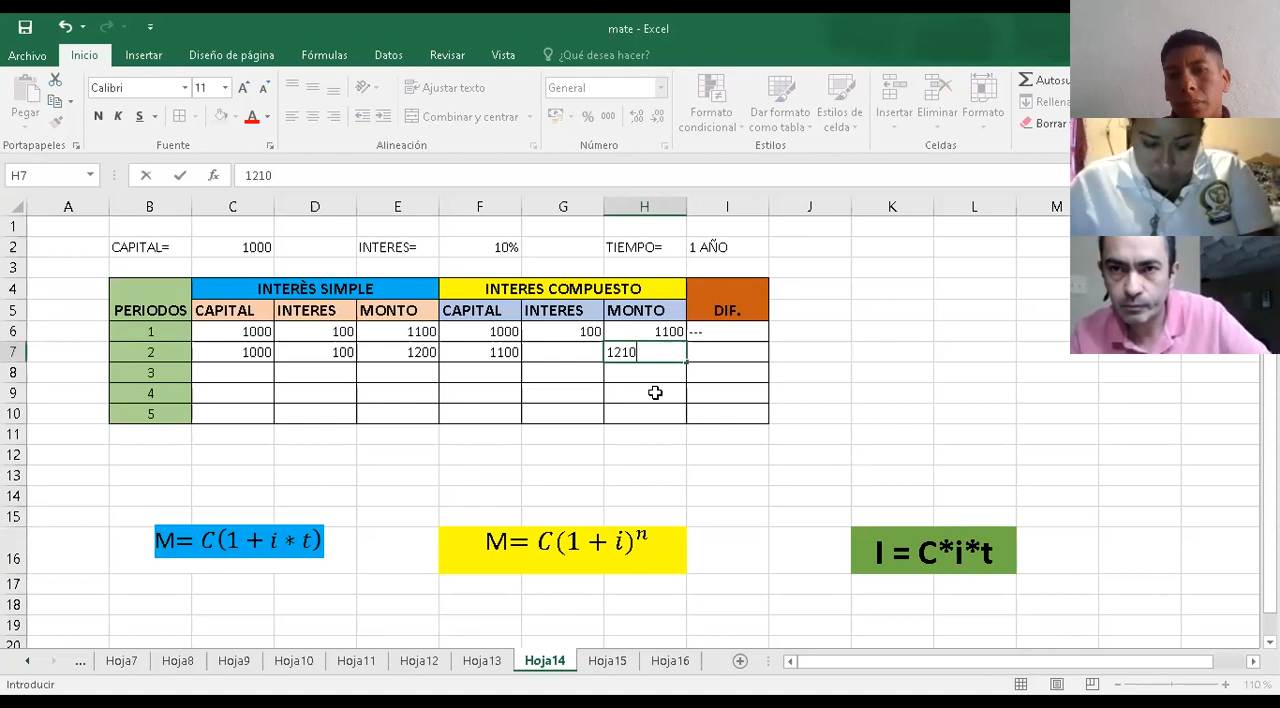 mate - Excel
Archivo Inicio Insertar Diseño de página Fórmulas Datos Revisar Vista ¿Qué desea hacer?
Calibri 11 Ajustar texto General Autosu
Pegar N K S Combinar y centrar % 000 Formato condicional Dar formato como tabla Estilos de celda Insertar Eliminar Formato Rellena
Borrar
Portapapeles Fuente Alineación Número Estilos Celdas
H7 fx 1210
A B C D E F G H I J K L M
1
2 CAPITAL= 1000 INTERES= 10% TIEMPO= 1 AÑO
3
4 INTERÈS SIMPLE INTERES COMPUESTO
5 PERIODOS CAPITAL INTERES MONTO CAPITAL INTERES MONTO DIF.
6 1 1000 100 1100 1000 100 1100 ---
7 2 1000 100 1200 1100 1210
8 3
9 4
10 5
11
12
13
14
15
16 M= C(1 + i ∗ t) M= C(1 + i)ⁿ I = C*i*t
17
18
19
20
... Hoja7 Hoja8 Hoja9 Hoja10 Hoja11 Hoja12 Hoja13 Hoja14 Hoja15 Hoja16
Introducir 110 %